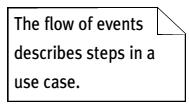 The flow of events
describes steps in a
use case.